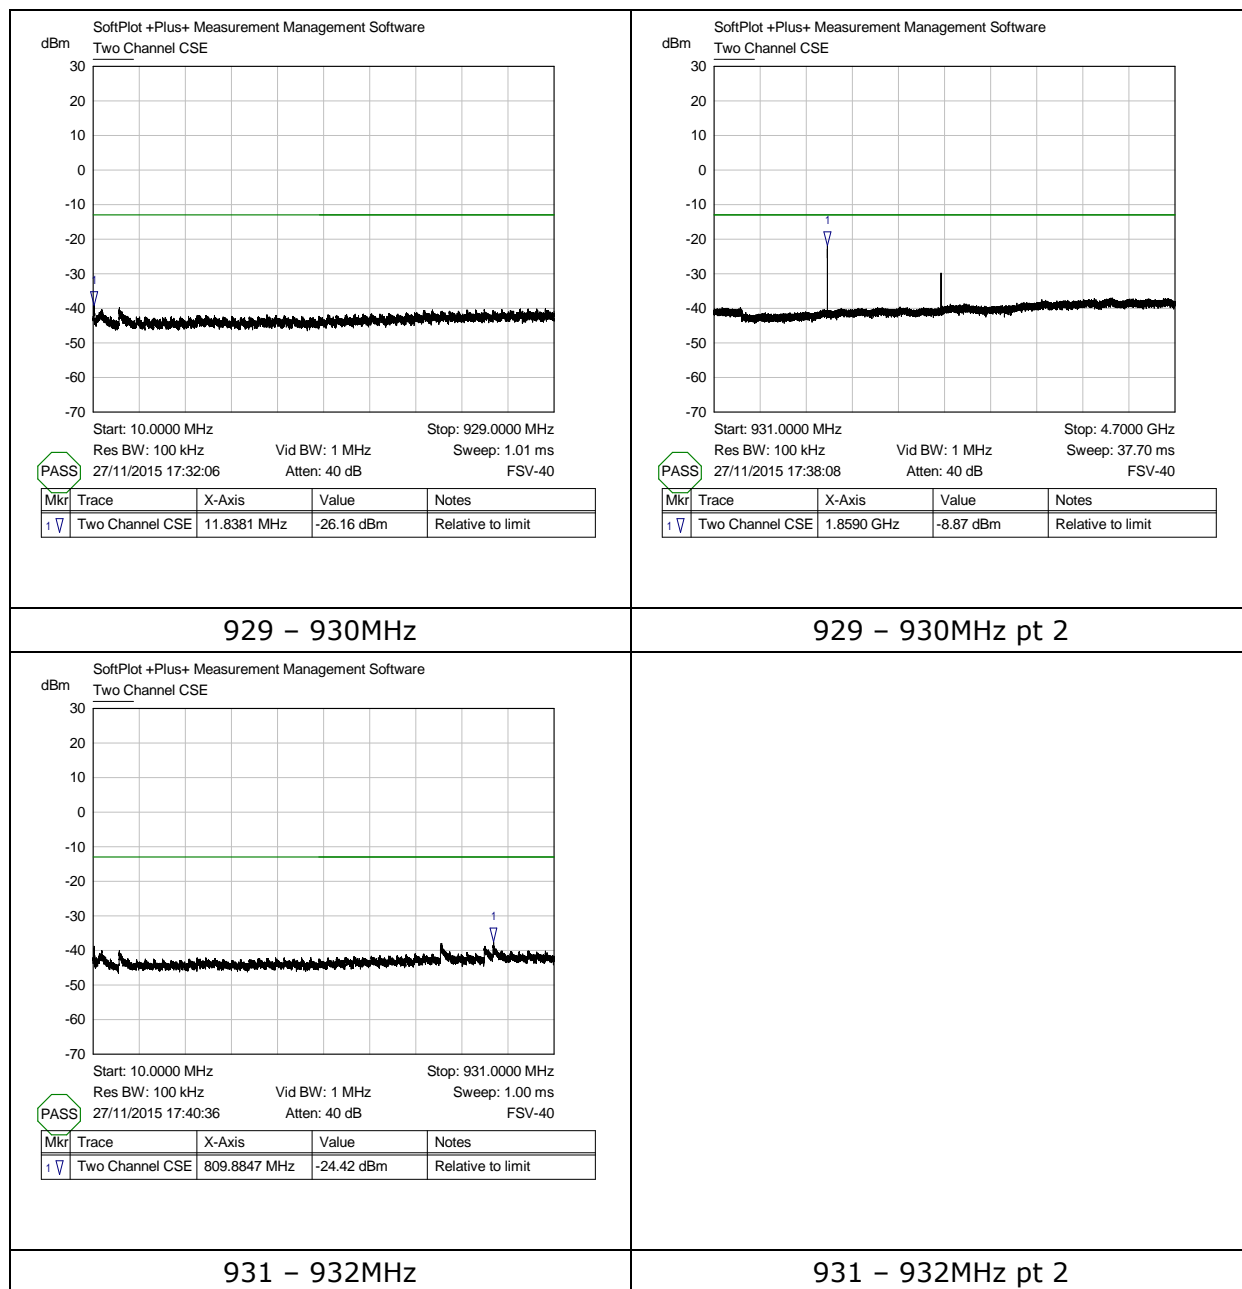 SoftPlot +Plus+ Measurement Management Software
dBm Two Channel CSE
30
20
10
0
-10
-20
-30
-40
-50
-60
-70
1
Start: 10.0000 MHz Stop: 929.0000 MHz
Res BW: 100 kHz Vid BW: 1 MHz Sweep: 1.01 ms
PASS 27/11/2015 17:32:06 Atten: 40 dB FSV-40
Mkr Trace X-Axis Value Notes
1 Two Channel CSE 11.8381 MHz -26.16 dBm Relative to limit
929 – 930MHz
SoftPlot +Plus+ Measurement Management Software
dBm Two Channel CSE
30
20
10
0
-10
-20
-30
-40
-50
-60
-70
1
Start: 931.0000 MHz Stop: 4.7000 GHz
Res BW: 100 kHz Vid BW: 1 MHz Sweep: 37.70 ms
PASS 27/11/2015 17:38:08 Atten: 40 dB FSV-40
Mkr Trace X-Axis Value Notes
1 Two Channel CSE 1.8590 GHz -8.87 dBm Relative to limit
929 – 930MHz pt 2
SoftPlot +Plus+ Measurement Management Software
dBm Two Channel CSE
30
20
10
0
-10
-20
-30
-40
-50
-60
-70
1
Start: 10.0000 MHz Stop: 931.0000 MHz
Res BW: 100 kHz Vid BW: 1 MHz Sweep: 1.00 ms
PASS 27/11/2015 17:40:36 Atten: 40 dB FSV-40
Mkr Trace X-Axis Value Notes
1 Two Channel CSE 809.8847 MHz -24.42 dBm Relative to limit
931 – 932MHz
931 – 932MHz pt 2